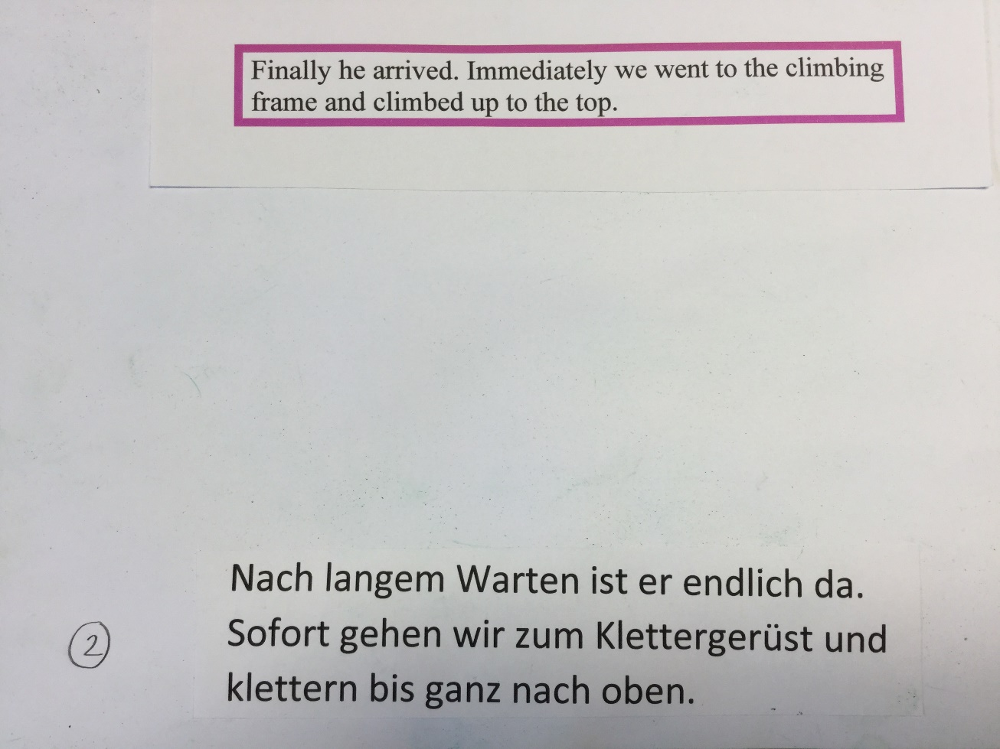 Finally he arrived. Immediately we went to the climbing
frame and climbed up to the top.
Nach langem Warten ist er endlich da.
Sofort gehen wir zum Klettergerüst und
klettern bis ganz nach oben.
2